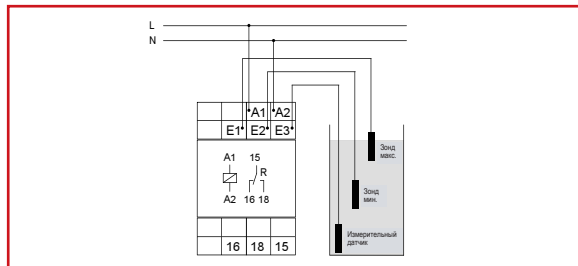 L
N
A1 A2
E1 E2 E3
A1 15
R
A2 16 18
16 18 15
Зонд
макс.
Зонд
мин.
Измерительный
датчик